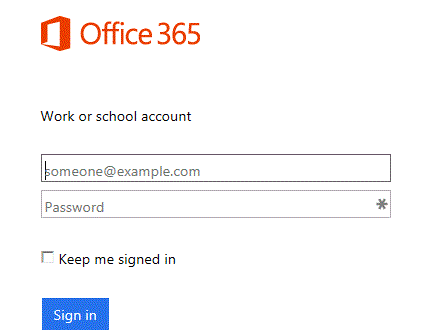 Office 365
Work or school account
someone@example.com
Password
Keep me signed in
Sign in